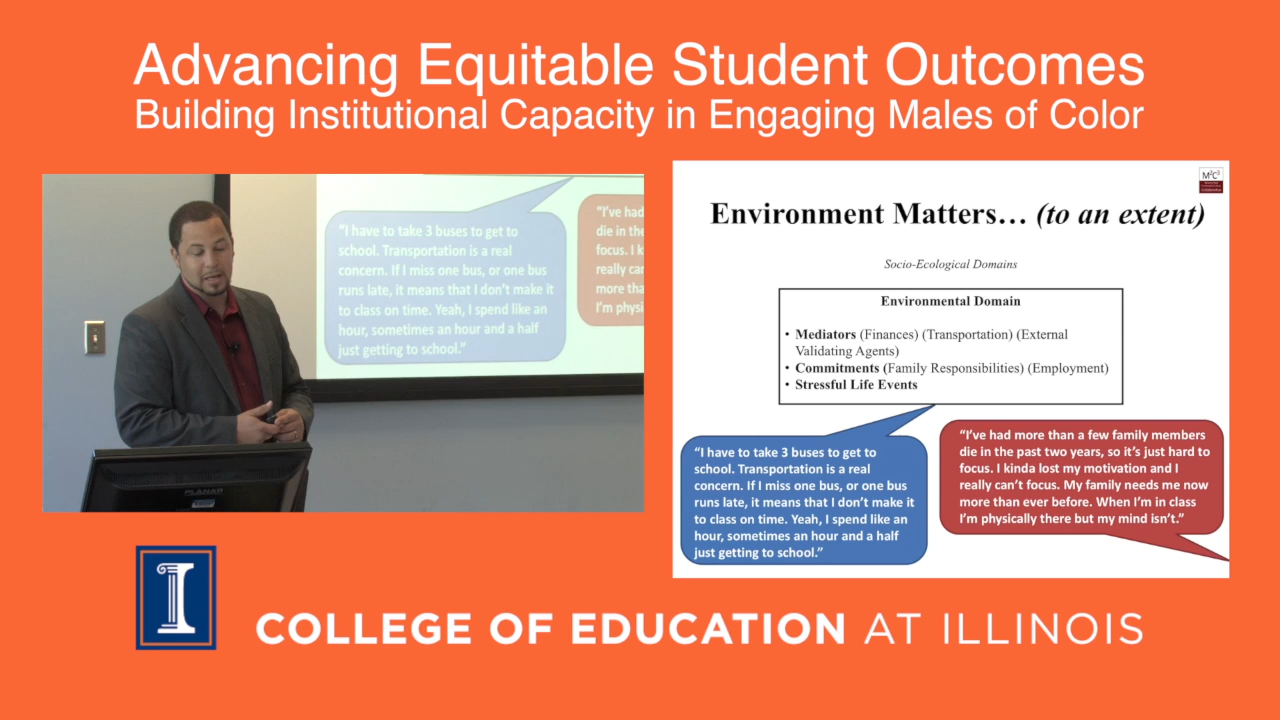 Advancing Equitable Student Outcomes
Building Institutional Capacity in Engaging Males of Color
"I have to take 3 buses to get to
school. Transportation is a real
concern. If I miss one bus, or one bus
runs late, it means that I don't make it
to class on time. Yeah, I spend like an
hour, sometimes an hour and a half
just getting to school."
"I've had
die in the
focus. I k
really car
more tha
I'm physi
PLANAR
M²C³
Environment Matters… (to an extent)
Socio-Ecological Domains
Environmental Domain
• Mediators (Finances) (Transportation) (External
Validating Agents)
• Commitments (Family Responsibilities) (Employment)
• Stressful Life Events
"I have to take 3 buses to get to
school. Transportation is a real
concern. If I miss one bus, or one bus
runs late, it means that I don't make it
to class on time. Yeah, I spend like an
hour, sometimes an hour and a half
just getting to school."
"I've had more than a few family members
die in the past two years, so it's just hard to
focus. I kinda lost my motivation and I
really can't focus. My family needs me now
more than ever before. When I'm in class
I'm physically there but my mind isn't."
I
COLLEGE OF EDUCATION AT ILLINOIS